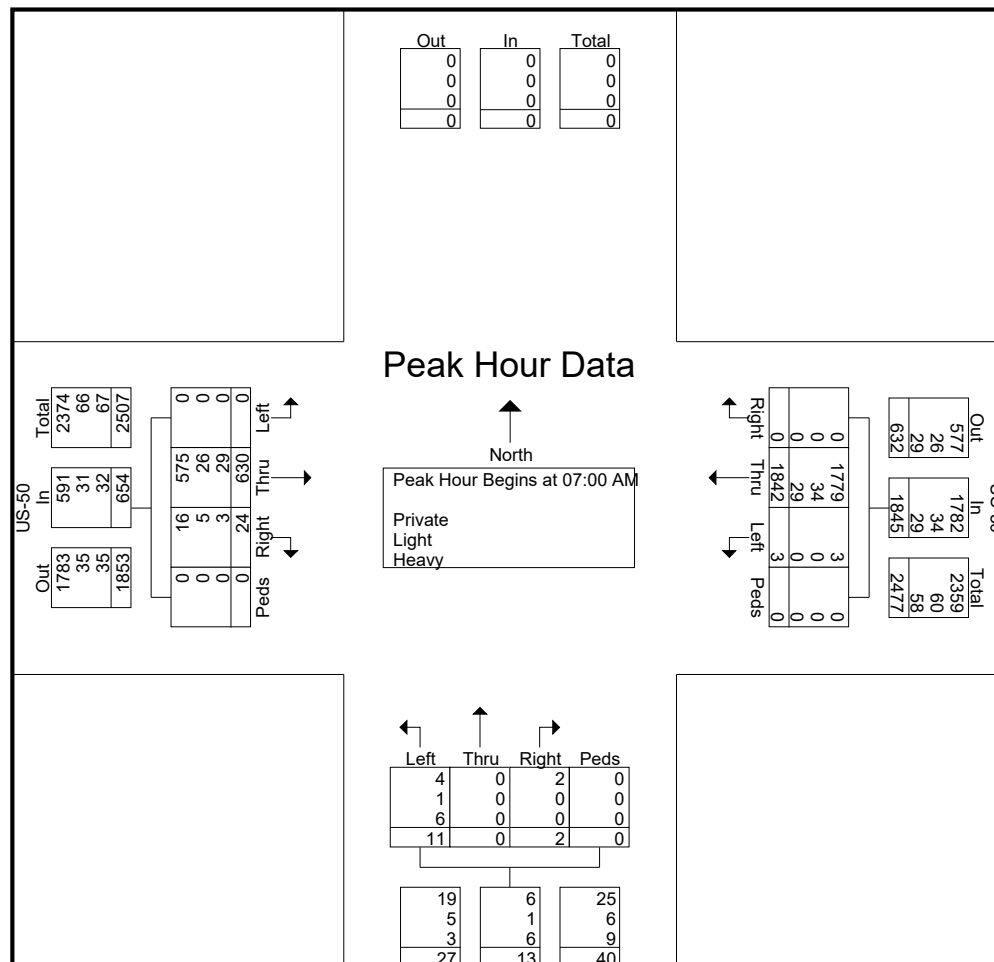 Out In Total
0 0 0
0 0 0
0 0 0
0 0 0
Peak Hour Data
North
Peak Hour Begins at 07:00 AM
Private
Light
Heavy
US-50
Total In Out
2374 591 1783
66 31 35
67 32 35
2507 654 1853
0 575 16 0
0 26 5 0
0 29 3 0
0 630 24 0
Left Thru Right Peds
Right Thru Left Peds
0 1779 3 0
0 34 0 0
0 29 0 0
0 1842 3 0
Out In Total
577 1782 2359
26 34 60
29 29 58
632 1845 2477
Left Thru Right Peds
4 0 2 0
1 0 0 0
6 0 0 0
11 0 2 0
19 6 25
5 1 6
3 6 9
27 13 40